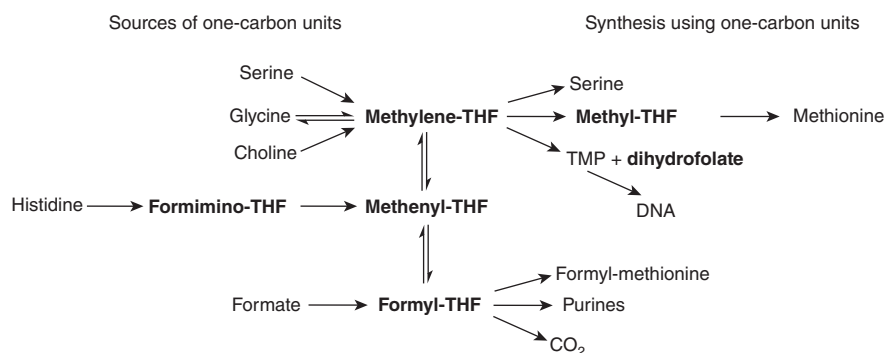 Sources of one-carbon units
Synthesis using one-carbon units
Serine
Serine
Glycine
Methylene-THF
Methyl-THF
Methionine
Choline
TMP + dihydrofolate
DNA
Histidine
Formimino-THF
Methenyl-THF
Formyl-methionine
Formate
Formyl-THF
Purines
CO₂